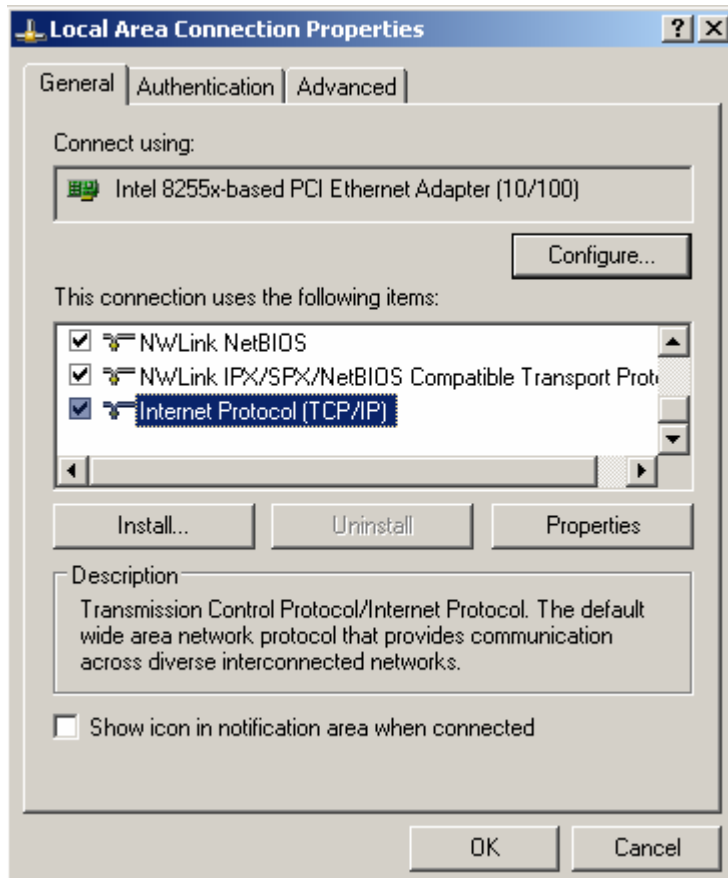 Local Area Connection Properties
General Authentication Advanced
Connect using:
Intel 8255x-based PCI Ethernet Adapter (10/100)
Configure...
This connection uses the following items:
NWLink NetBIOS
NWLink IPX/SPX/NetBIOS Compatible Transport Proto
Internet Protocol (TCP/IP)
Install... Uninstall Properties
Description
Transmission Control Protocol/Internet Protocol. The default
wide area network protocol that provides communication
across diverse interconnected networks.
Show icon in notification area when connected
OK Cancel